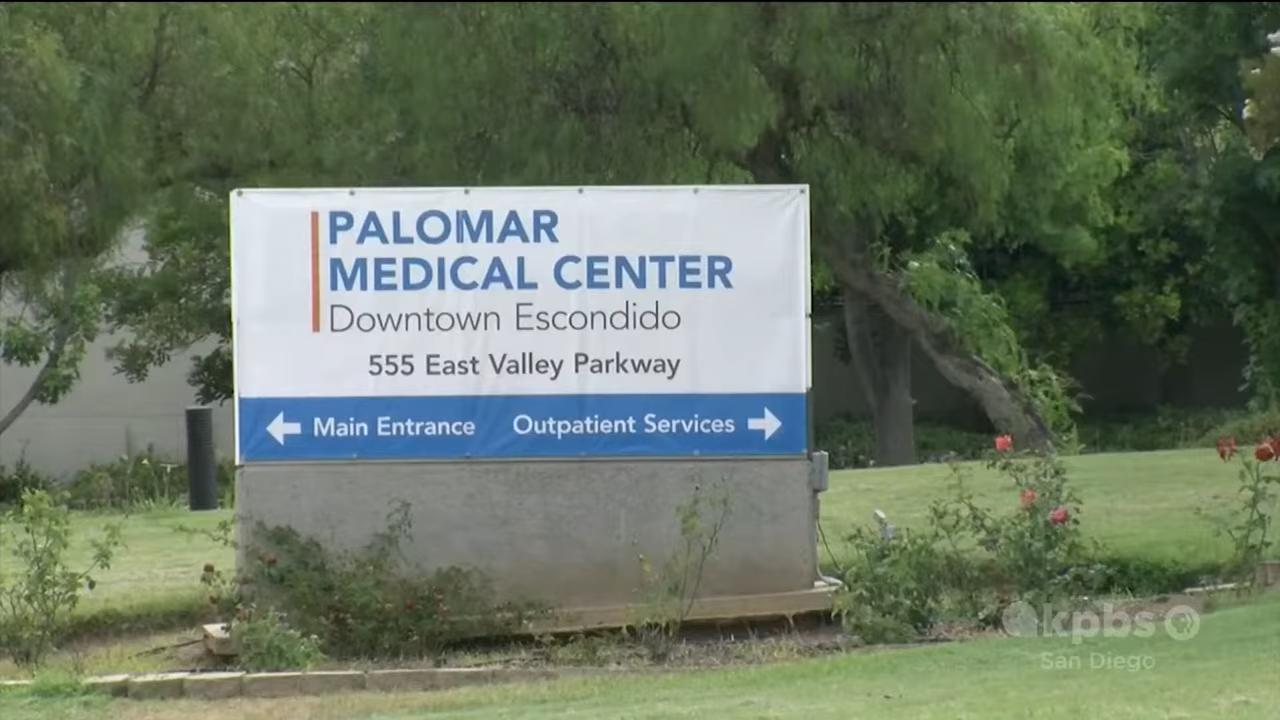 PALOMAR
MEDICAL CENTER
Downtown Escondido
555 East Valley Parkway
Main Entrance Outpatient Services
kpbs
San Diego